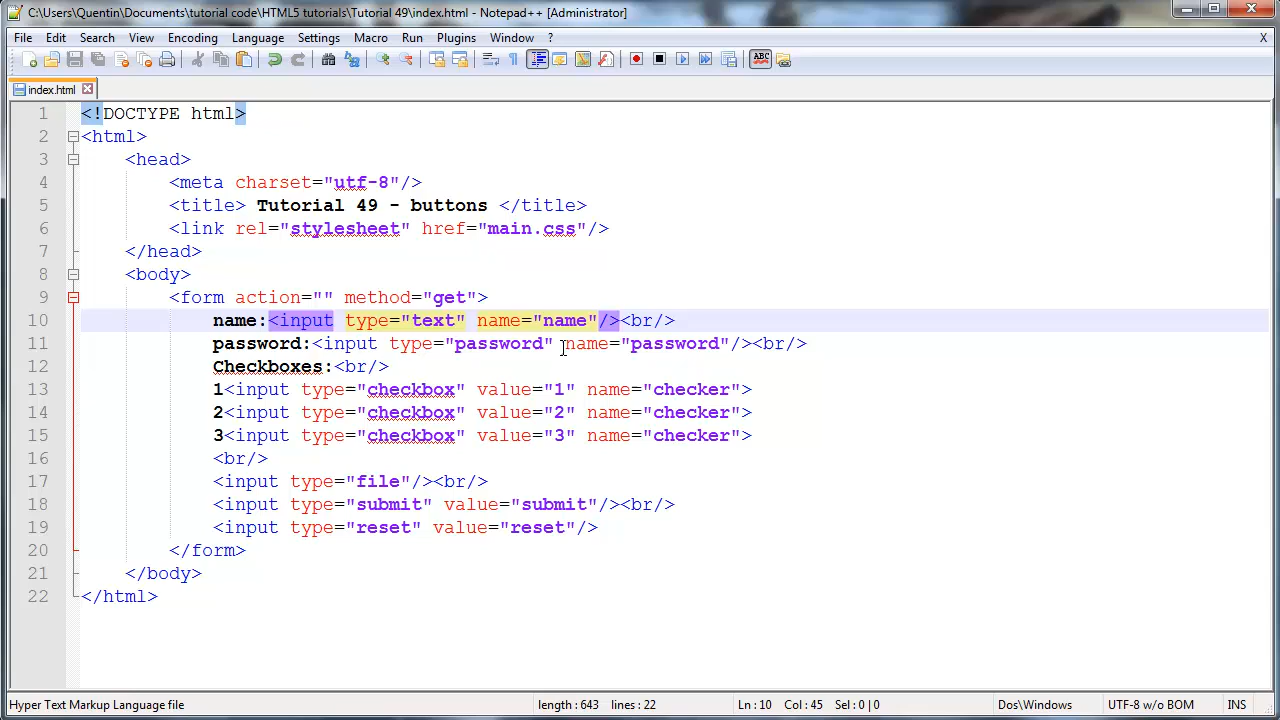 C:\Users\Quentin\Documents\tutorial code\HTML5 tutorials\Tutorial 49\index.html - Notepad++ [Administrator]
File Edit Search View Encoding Language Settings Macro Run Plugins Window ? X
ABC
index.html
1 <!DOCTYPE html>
2 <html>
3 <head>
4 <meta charset="utf-8"/>
5 <title> Tutorial 49 - buttons </title>
6 <link rel="stylesheet" href="main.css"/>
7 </head>
8 <body>
9 <form action="" method="get">
10 name:<input type="text" name="name"/><br/>
11 password:<input type="password" name="password"/><br/>
12 Checkboxes:<br/>
13 1<input type="checkbox" value="1" name="checker">
14 2<input type="checkbox" value="2" name="checker">
15 3<input type="checkbox" value="3" name="checker">
16 <br/>
17 <input type="file"/><br/>
18 <input type="submit" value="submit"/><br/>
19 <input type="reset" value="reset"/>
20 </form>
21 </body>
22 </html>
Hyper Text Markup Language file length : 643 lines : 22 Ln : 10 Col : 45 Sel : 0 | 0 Dos\Windows UTF-8 w/o BOM INS